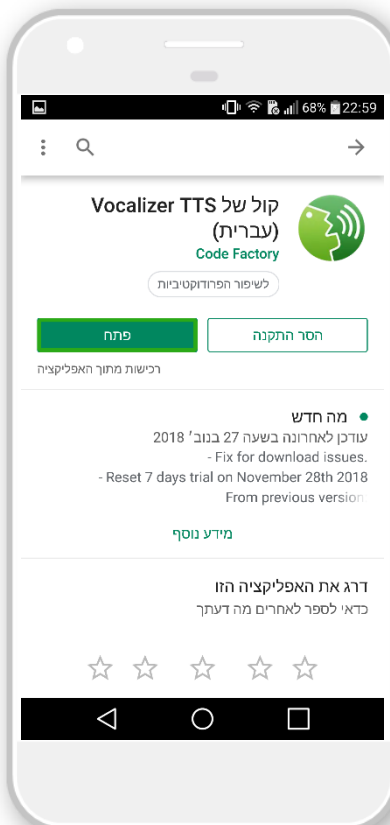 68% 22:59
קול של Vocalizer TTS
(עברית)
Code Factory
לשיפור הפרודוקטיביות
הסר התקנה
פתח
רכישות מתוך האפליקציה
מה חדש
עודכן לאחרונה בשעה 27 בנוב׳ 2018
- Fix for download issues.
- Reset 7 days trial on November 28th 2018
From previous version
מידע נוסף
דרג את האפליקציה הזו
כדאי לספר לאחרים מה דעתך